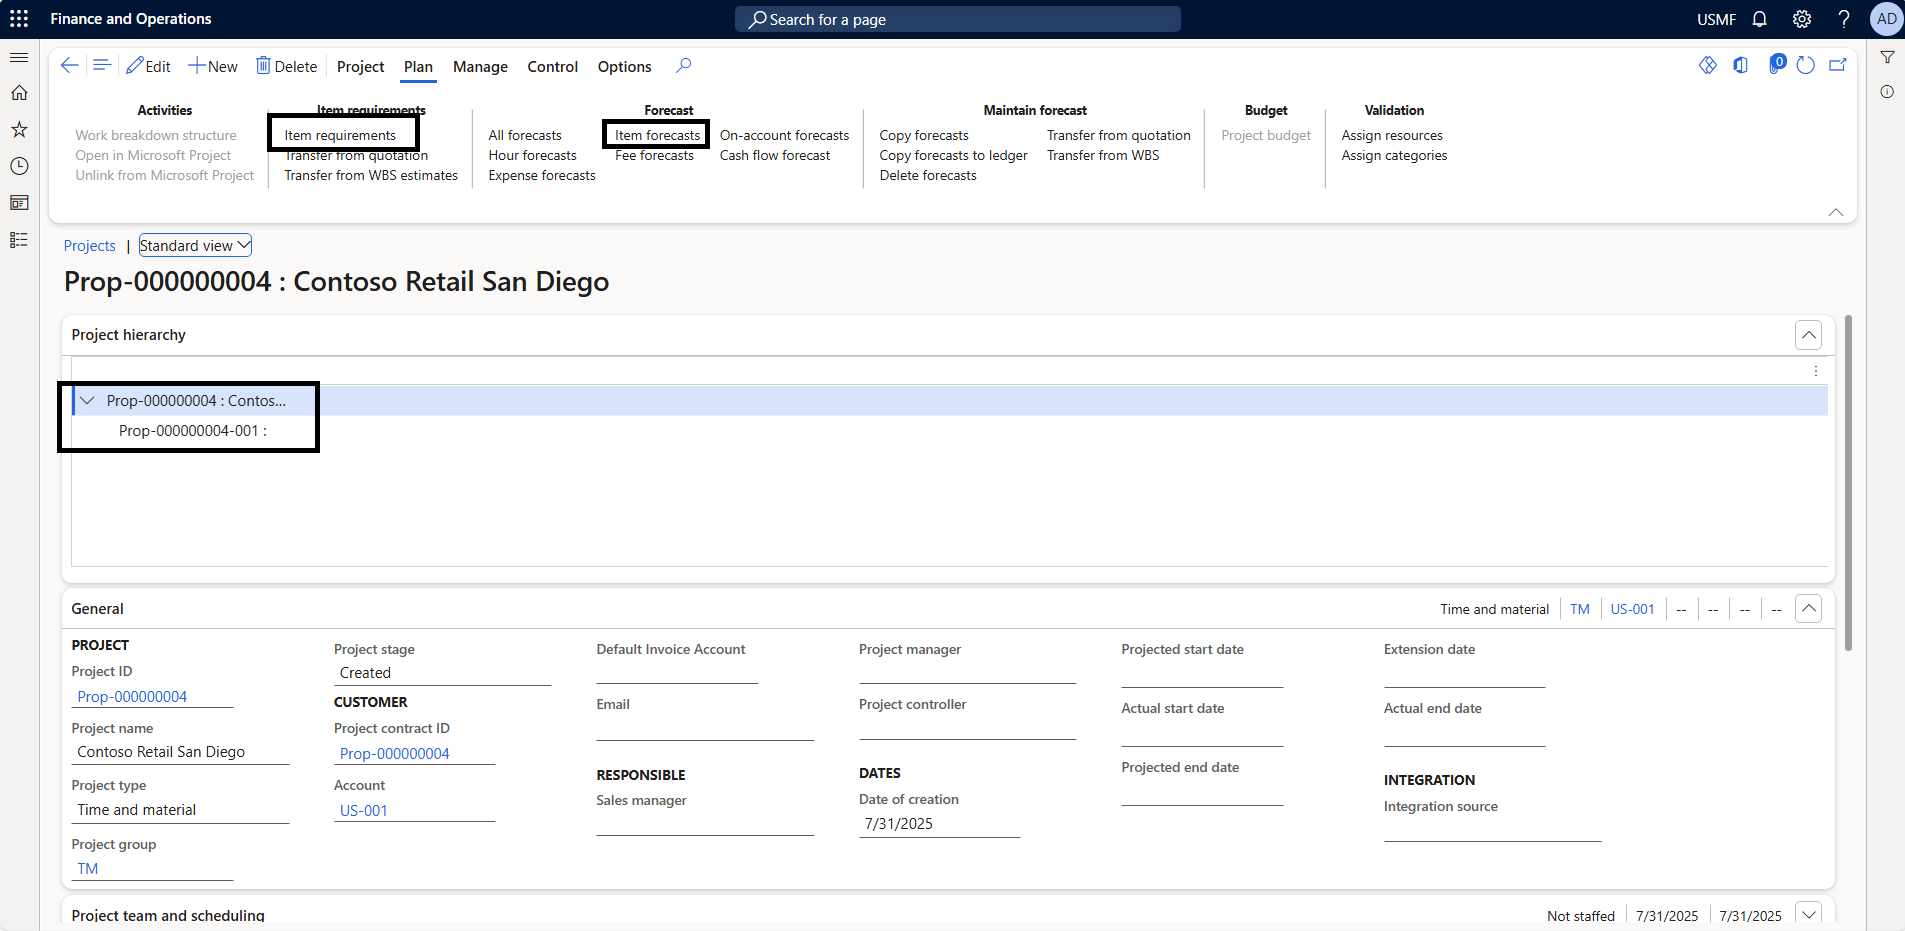 Finance and Operations
Search for a page
USMF
AD
Edit
New
Delete
Project
Plan
Manage
Control
Options
0
Activities
Work breakdown structure
Open in Microsoft Project
Unlink from Microsoft Project
Item requirements
Item requirements
Transfer from quotation
Transfer from WBS estimates
Forecast
All forecasts
Hour forecasts
Expense forecasts
Item forecasts
Fee forecasts
On-account forecasts
Cash flow forecast
Maintain forecast
Copy forecasts
Copy forecasts to ledger
Delete forecasts
Transfer from quotation
Transfer from WBS
Budget
Project budget
Validation
Assign resources
Assign categories
Projects | Standard view
Prop-000000004 : Contoso Retail San Diego
Project hierarchy
Prop-000000004 : Contos...
Prop-000000004-001 :
General
Time and material | TM | US-001 | -- | -- | -- | --
PROJECT
Project ID
Prop-000000004
Project name
Contoso Retail San Diego
Project type
Time and material
Project group
TM
Project stage
Created
CUSTOMER
Project contract ID
Prop-000000004
Account
US-001
Default Invoice Account
Email
RESPONSIBLE
Sales manager
Project manager
Project controller
DATES
Date of creation
7/31/2025
Projected start date
Actual start date
Projected end date
Extension date
Actual end date
INTEGRATION
Integration source
Project team and scheduling
Not staffed | 7/31/2025 | 7/31/2025